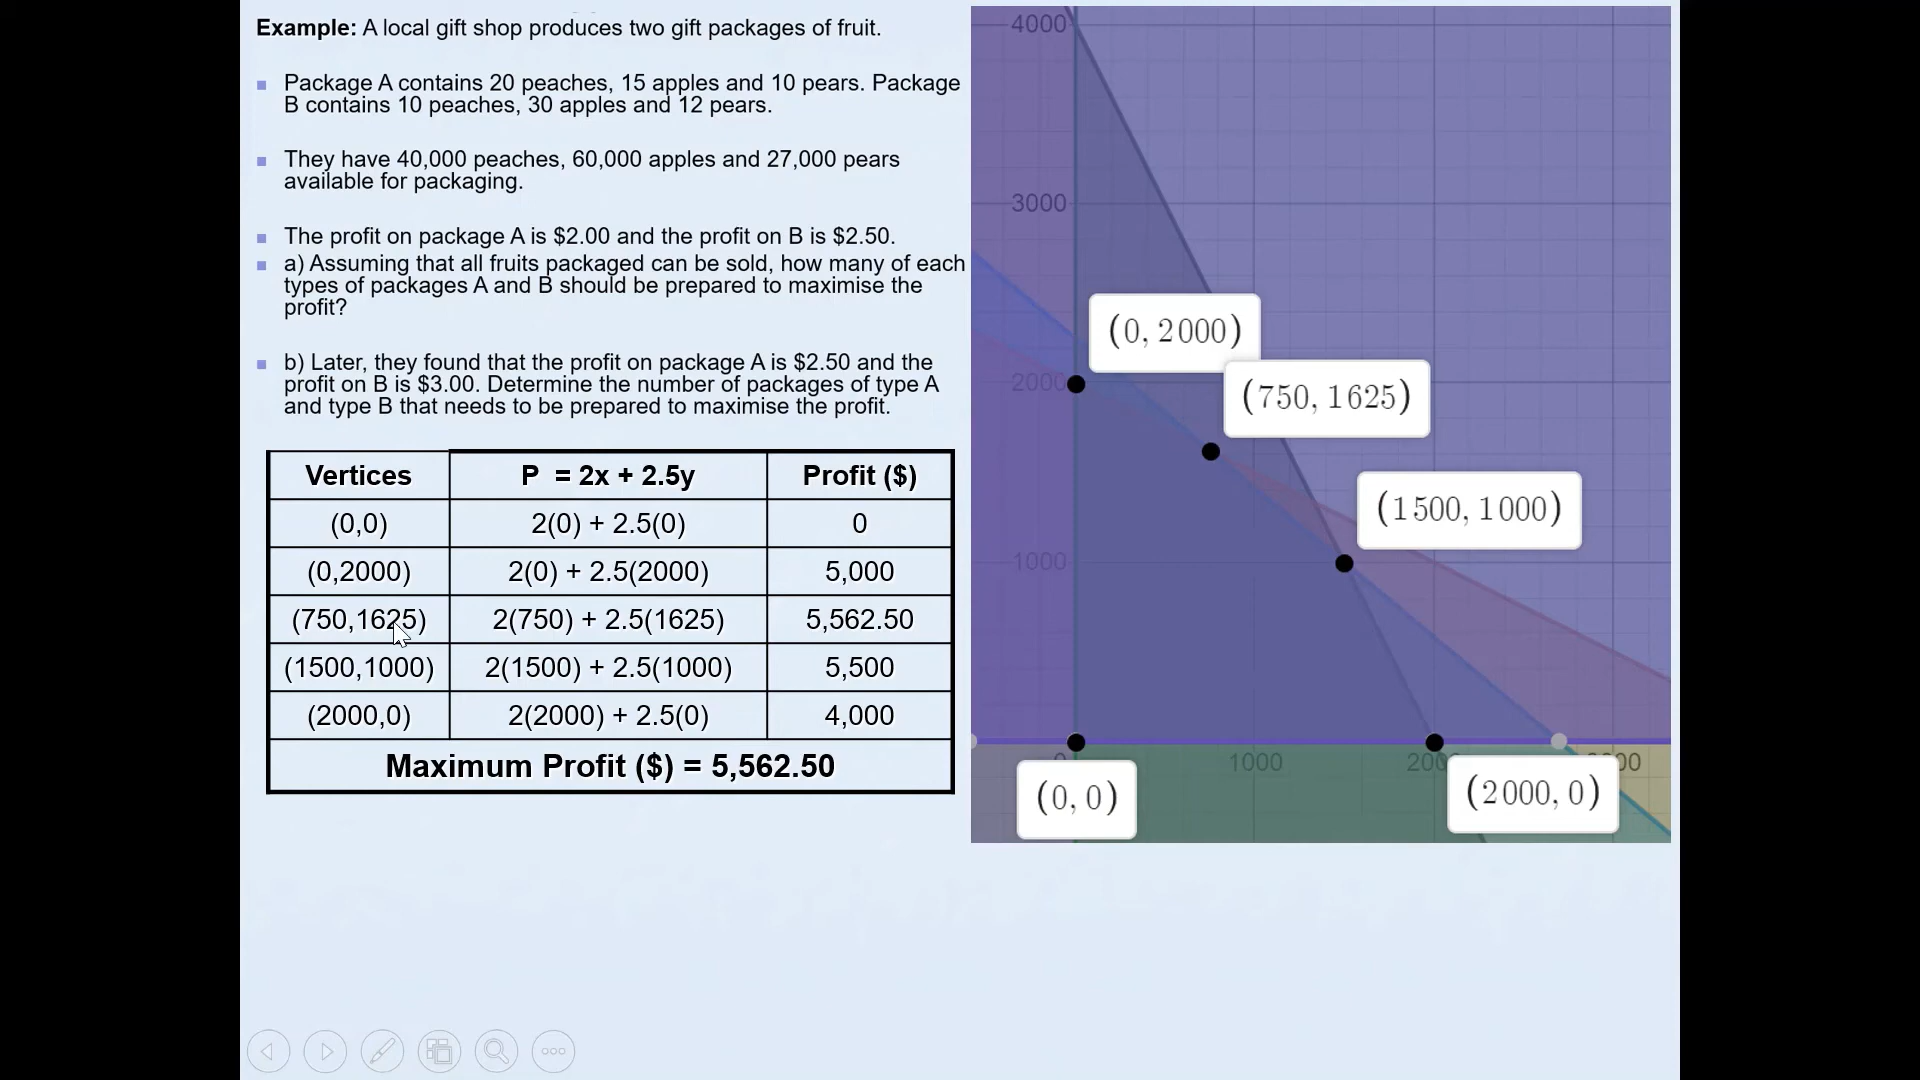 Example: A local gift shop produces two gift packages of fruit.
Package A contains 20 peaches, 15 apples and 10 pears. Package
B contains 10 peaches, 30 apples and 12 pears.
They have 40,000 peaches, 60,000 apples and 27,000 pears
available for packaging.
The profit on package A is $2.00 and the profit on B is $2.50.
a) Assuming that all fruits packaged can be sold, how many of each
types of packages A and B should be prepared to maximise the
profit?
b) Later, they found that the profit on package A is $2.50 and the
profit on B is $3.00. Determine the number of packages of type A
and type B that needs to be prepared to maximise the profit.
Vertices P = 2x + 2.5y Profit ($)
(0,0) 2(0) + 2.5(0) 0
(0,2000) 2(0) + 2.5(2000) 5,000
(750,1625) 2(750) + 2.5(1625) 5,562.50
(1500,1000) 2(1500) + 2.5(1000) 5,500
(2000,0) 2(2000) + 2.5(0) 4,000
Maximum Profit ($) = 5,562.50
4000
3000
(0, 2000)
2000
(750, 1625)
(1500, 1000)
1000
1000
(0, 0)
(2000, 0)